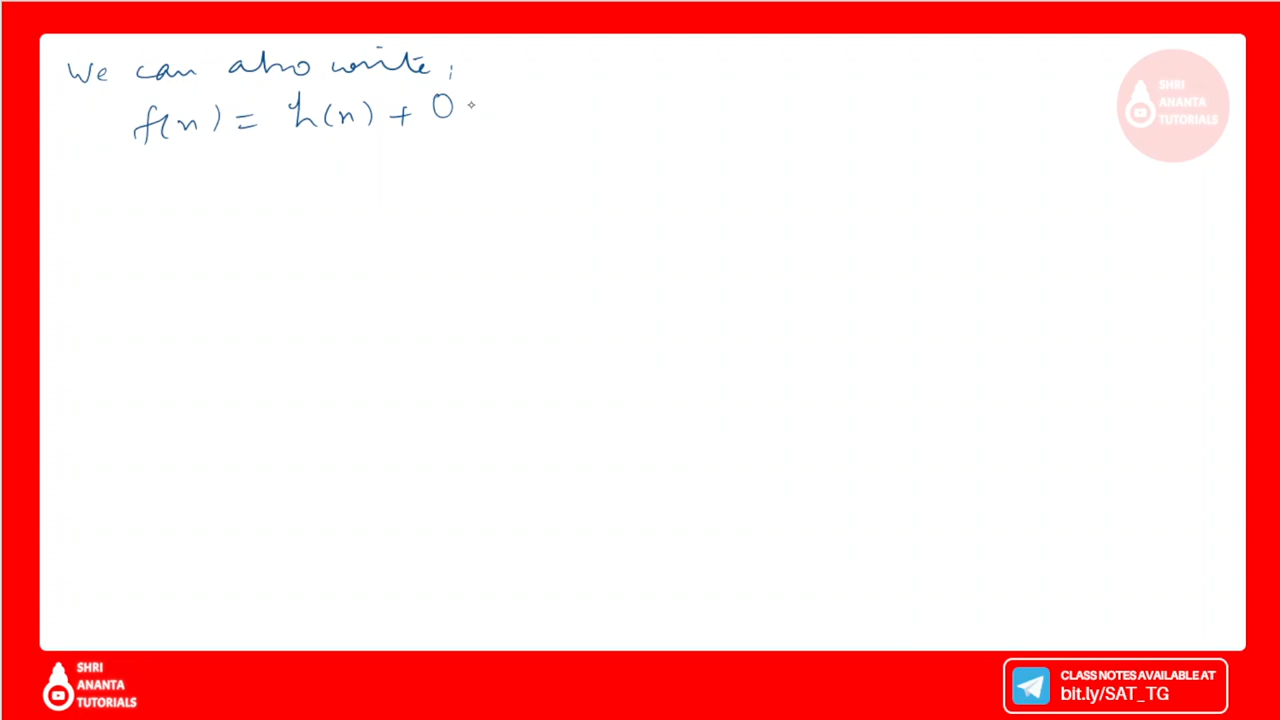 We can also write,
f(n) = h(n) + 0
SHRI
ANANTA
TUTORIALS
SHRI
ANANTA
TUTORIALS
CLASS NOTES AVAILABLE AT
bit.ly/SAT_TG